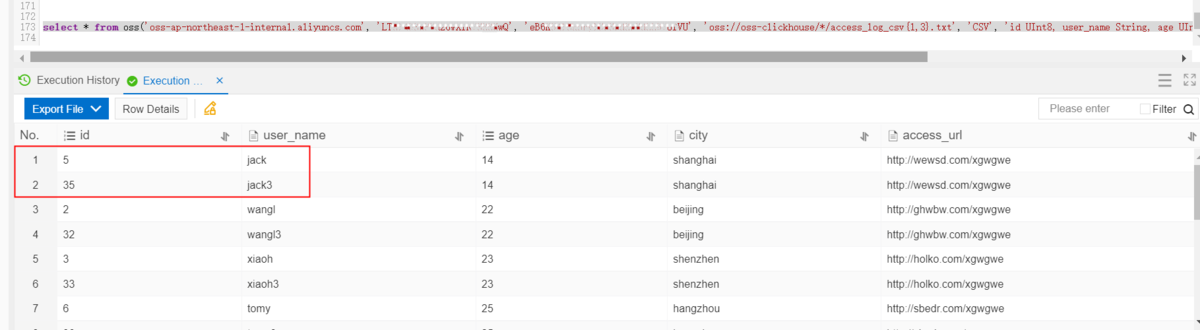 171
172
173 select * from oss('oss-ap-northeast-1-internal.aliyuncs.com', 'LT wQ', 'eB6 VU', 'oss://oss-clickhouse/*/access_log_csv{1,3}.txt', 'CSV', 'id UInt8, user_name String, age UIn
174
Execution History Execution ... ×
Export File Row Details Please enter Filter
No. id user_name age city access_url
1 5 jack 14 shanghai http://wewsd.com/xgwgwe
2 35 jack3 14 shanghai http://wewsd.com/xgwgwe
3 2 wangl 22 beijing http://ghwbw.com/xgwgwe
4 32 wangl3 22 beijing http://ghwbw.com/xgwgwe
5 3 xiaoh 23 shenzhen http://holko.com/xgwgwe
6 33 xiaoh3 23 shenzhen http://holko.com/xgwgwe
7 6 tomy 25 hangzhou http://sbedr.com/xgwgwe